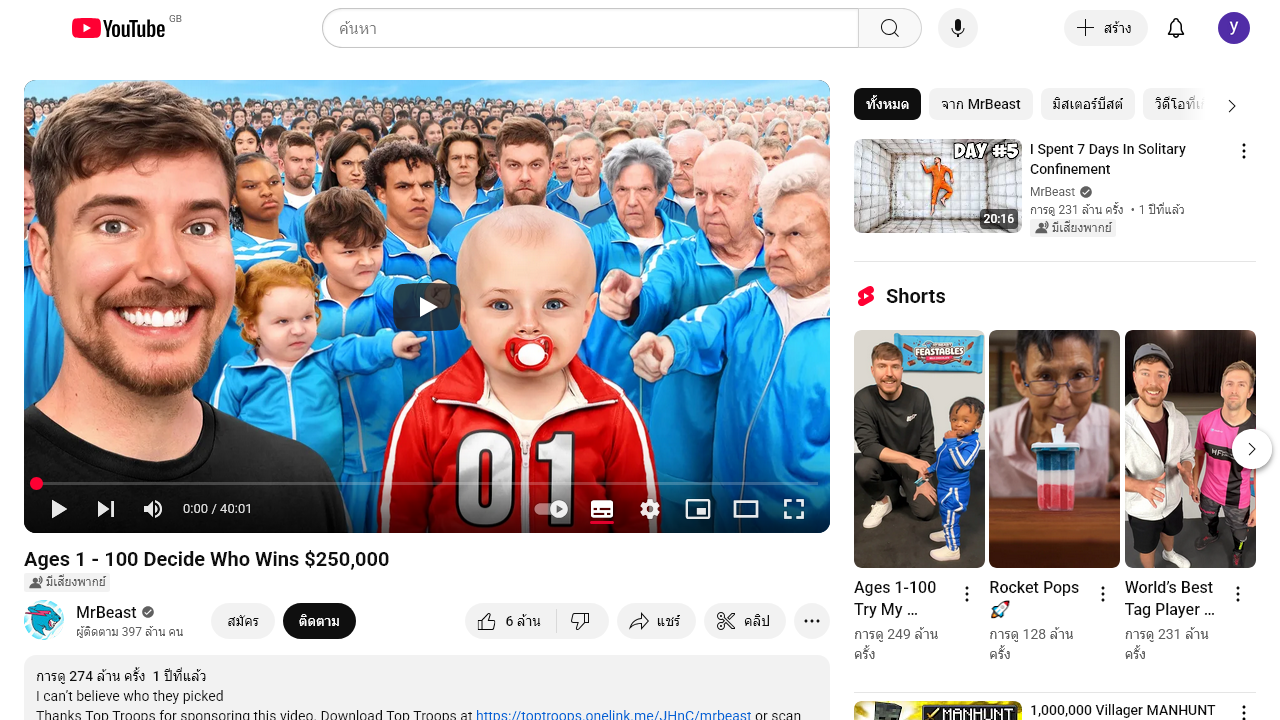 YouTube GB
ค้นหา
สร้าง
y
01
0:00 / 40:01
Ages 1 - 100 Decide Who Wins $250,000
มีเสียงพากย์
MrBeast
ผู้ติดตาม 397 ล้าน คน
สมัคร
ติดตาม
6 ล้าน
แชร์
คลิป
การดู 274 ล้าน ครั้ง 1 ปีที่แล้ว
I can't believe who they picked
Thanks Top Troops for sponsoring this video. Download Top Troops at https://toptroops.onelink.me/JHnC/mrbeast or scan
ทั้งหมด
จาก MrBeast
มิสเตอร์บีสต์
วิดีโอที่เ
DAY #5
20:16
I Spent 7 Days In Solitary
Confinement
MrBeast
การดู 231 ล้าน ครั้ง • 1 ปีที่แล้ว
มีเสียงพากย์
Shorts
FEASTABLES
Ages 1-100
Try My ...
การดู 249 ล้าน
ครั้ง
Rocket Pops
🚀
การดู 128 ล้าน
ครั้ง
World's Best
Tag Player ...
การดู 231 ล้าน
ครั้ง
MANHUNT
1,000,000 Villager MANHUNT